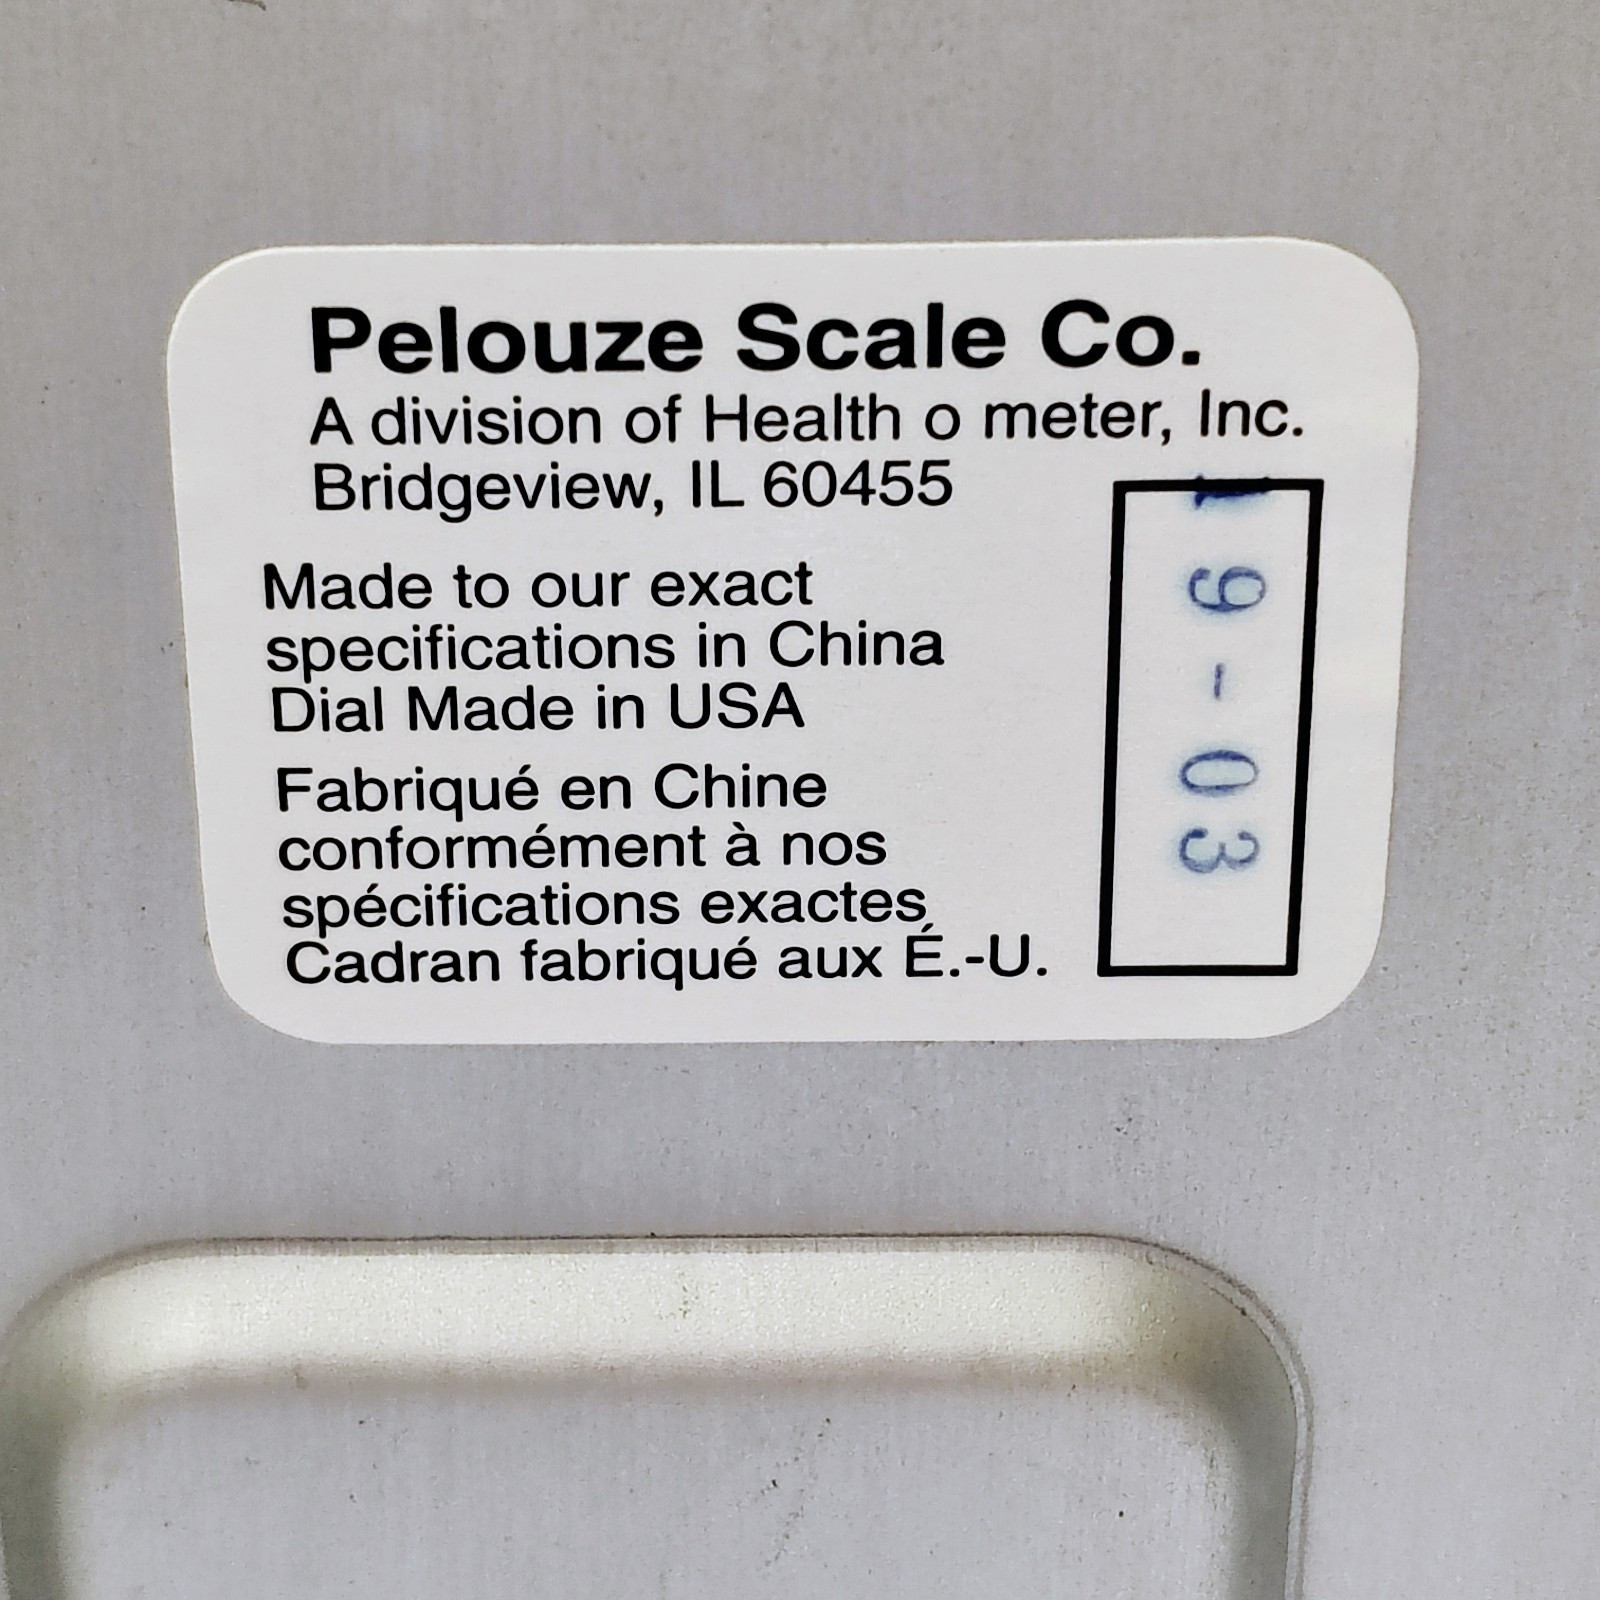 Pelouze Scale Co.
A division of Health o meter, Inc.
Bridgeview, IL 60455
Made to our exact
specifications in China
Dial Made in USA
Fabriqué en Chine
conformément à nos
spécifications exactes
Cadran fabriqué aux É.-U.
19-03